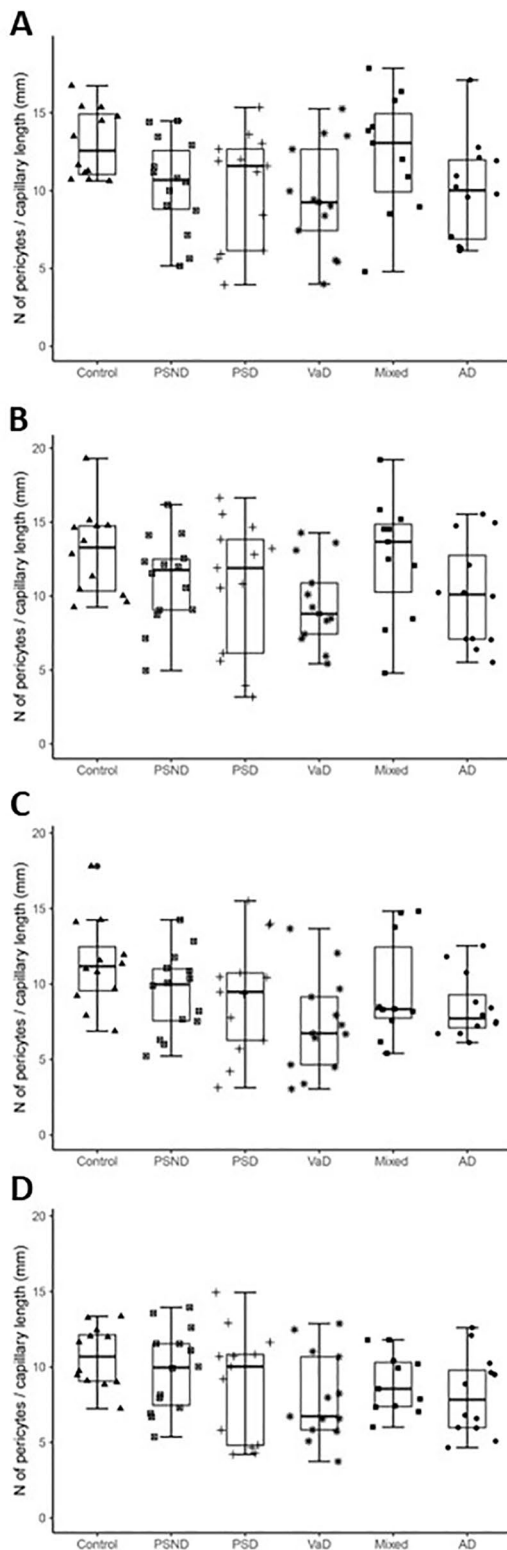 A
N of pericytes / capillary length (mm)
15
10
5
0
Control PSND PSD VaD Mixed AD
B
N of pericytes / capillary length (mm)
20
15
10
5
0
Control PSND PSD VaD Mixed AD
C
N of pericytes / capillary length (mm)
20
15
10
5
0
Control PSND PSD VaD Mixed AD
D
N of pericytes / capillary length (mm)
20
15
10
5
0
Control PSND PSD VaD Mixed AD